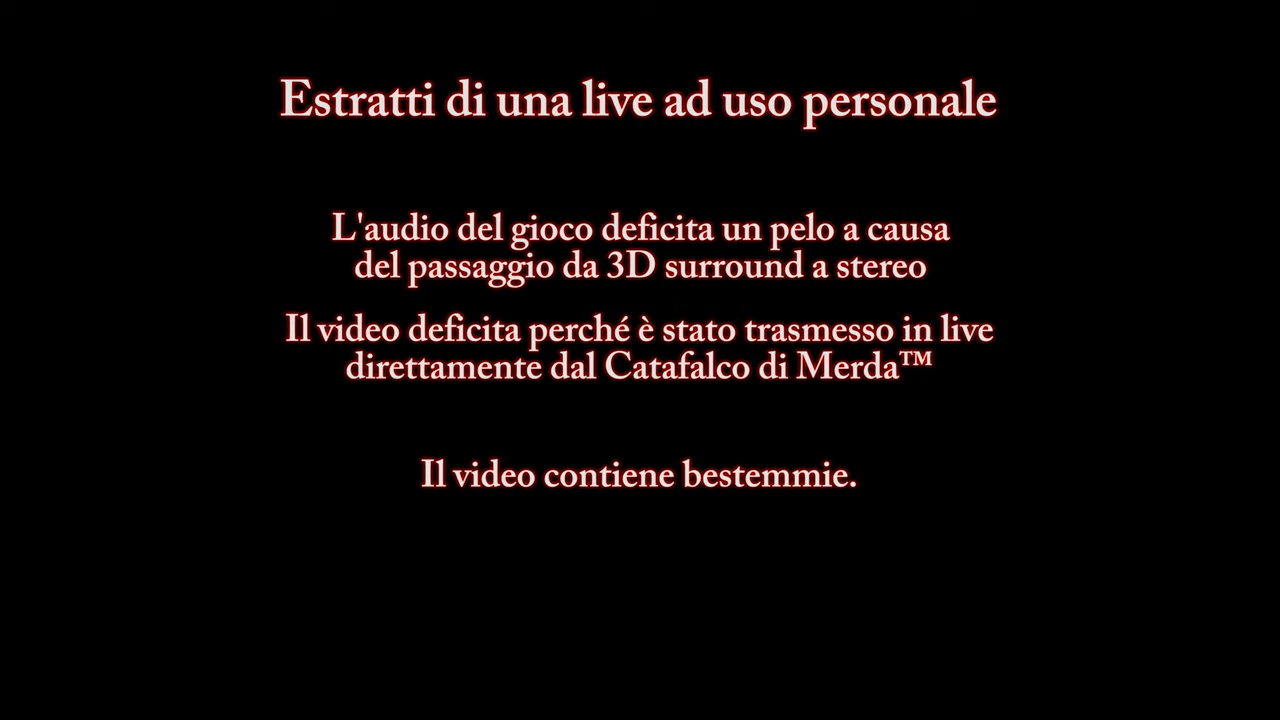 Estratti di una live ad uso personale
L'audio del gioco deficita un pelo a causa
del passaggio da 3D surround a stereo
Il video deficita perché è stato trasmesso in live
direttamente dal Catafalco di Merda™
Il video contiene bestemmie.